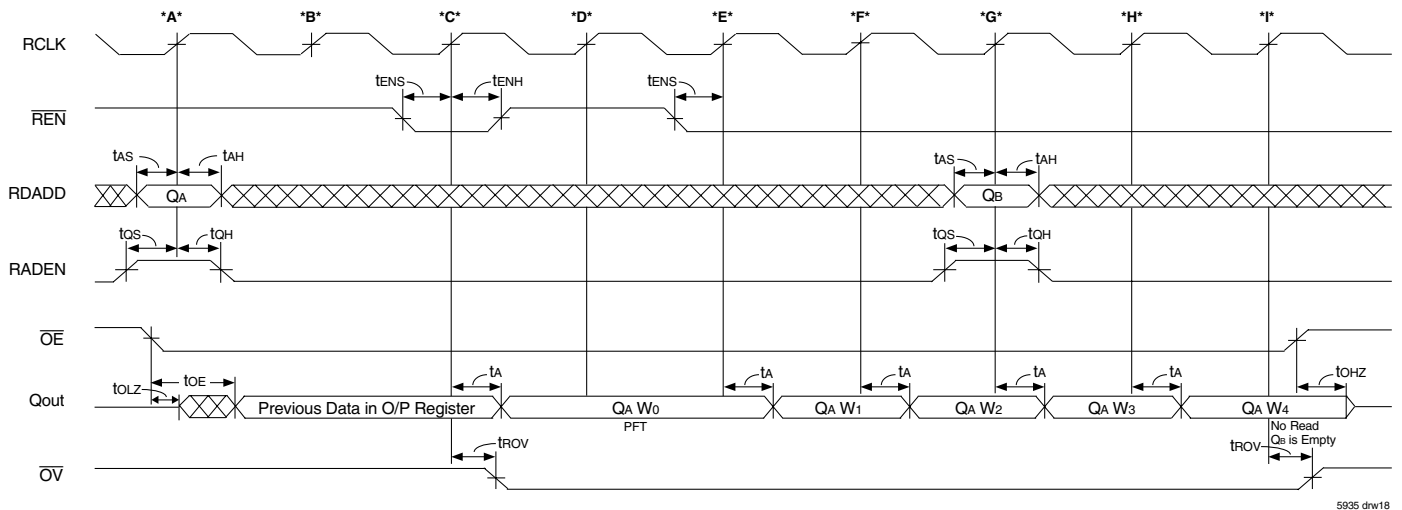 *A* *B* *C* *D* *E* *F* *G* *H* *I*
RCLK
tENS tENH tENS
REN
tAS tAH tAS tAH
RDADD QA QB
tQS tQH tQS tQH
RADEN
OE
tOLZ tOE tA tA tA tA tA tOHZ
Qout Previous Data in O/P Register QA W0 QA W1 QA W2 QA W3 QA W4
PFT
No Read
QB is Empty
tROV tROV
OV
5935 drw18